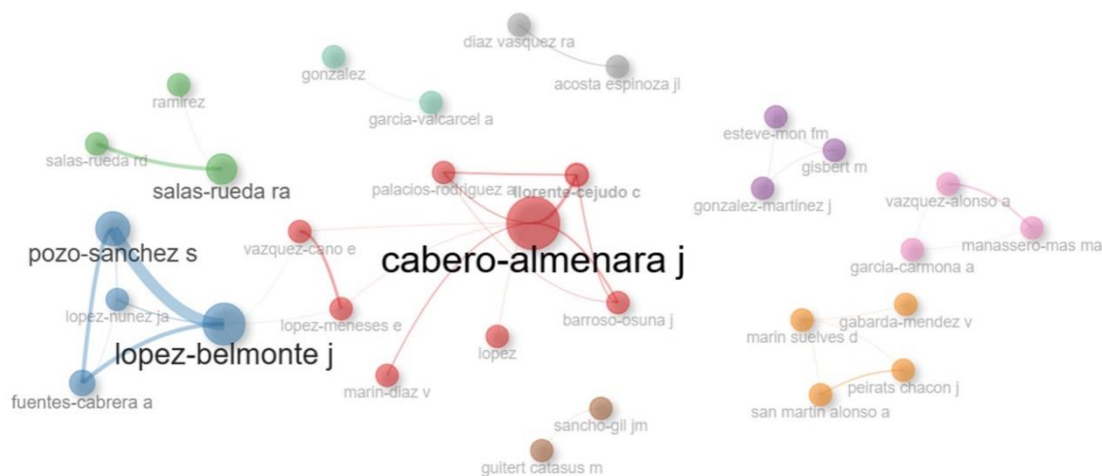 diaz vasquez ra
gonzalez
acosta espinoza jl
ramirez
garcia-valcarcel a
esteve-mon fm
salas-rueda rd
gisbert m
salas-rueda ra
palacios-rodriguez a
llorente-cejudo c
gonzalez-martinez j
vazquez-alonso a
pozo-sanchez s
vazquez-cano e
cabero-almenara j
manassero-mas ma
garcia-carmona a
lopez-nunez ja
lopez-meneses e
barroso-osuna j
gabarda-mendez v
marin suelves d
lopez-belmonte j
lopez
fuentes-cabrera a
marin-diaz v
peirats chacon j
san martin alonso a
sancho-gil jm
guitert catasus m